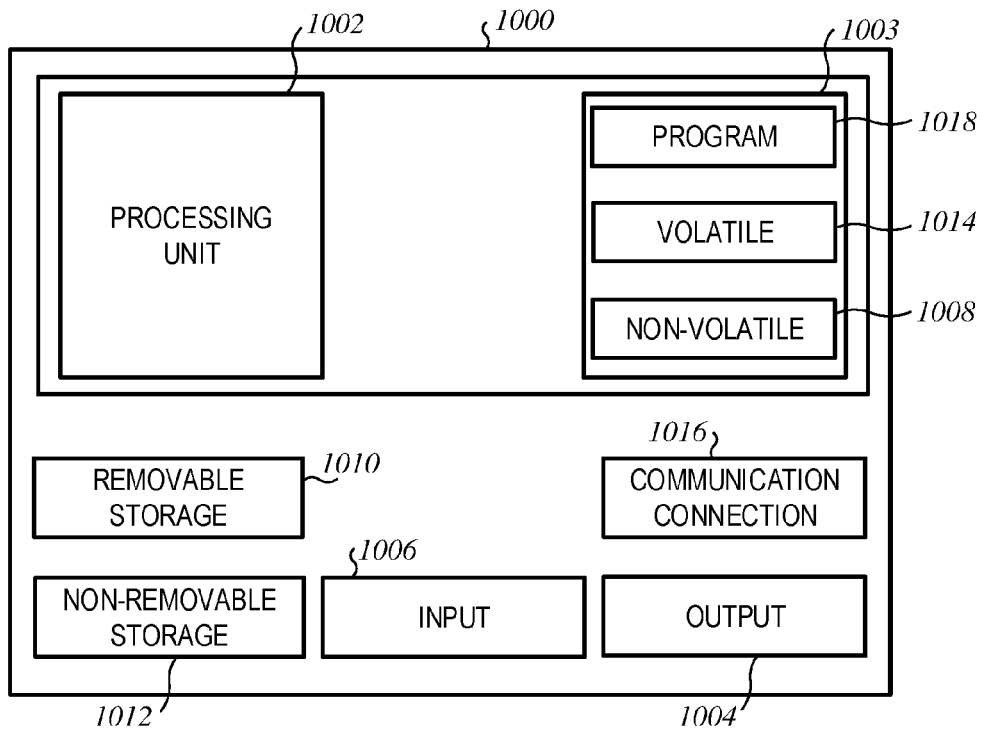 1002
1000
1003
PROCESSING
UNIT
PROGRAM
1018
VOLATILE
1014
NON-VOLATILE
1008
REMOVABLE
STORAGE
1010
1016
COMMUNICATION
CONNECTION
NON-REMOVABLE
STORAGE
1012
1006
INPUT
OUTPUT
1004